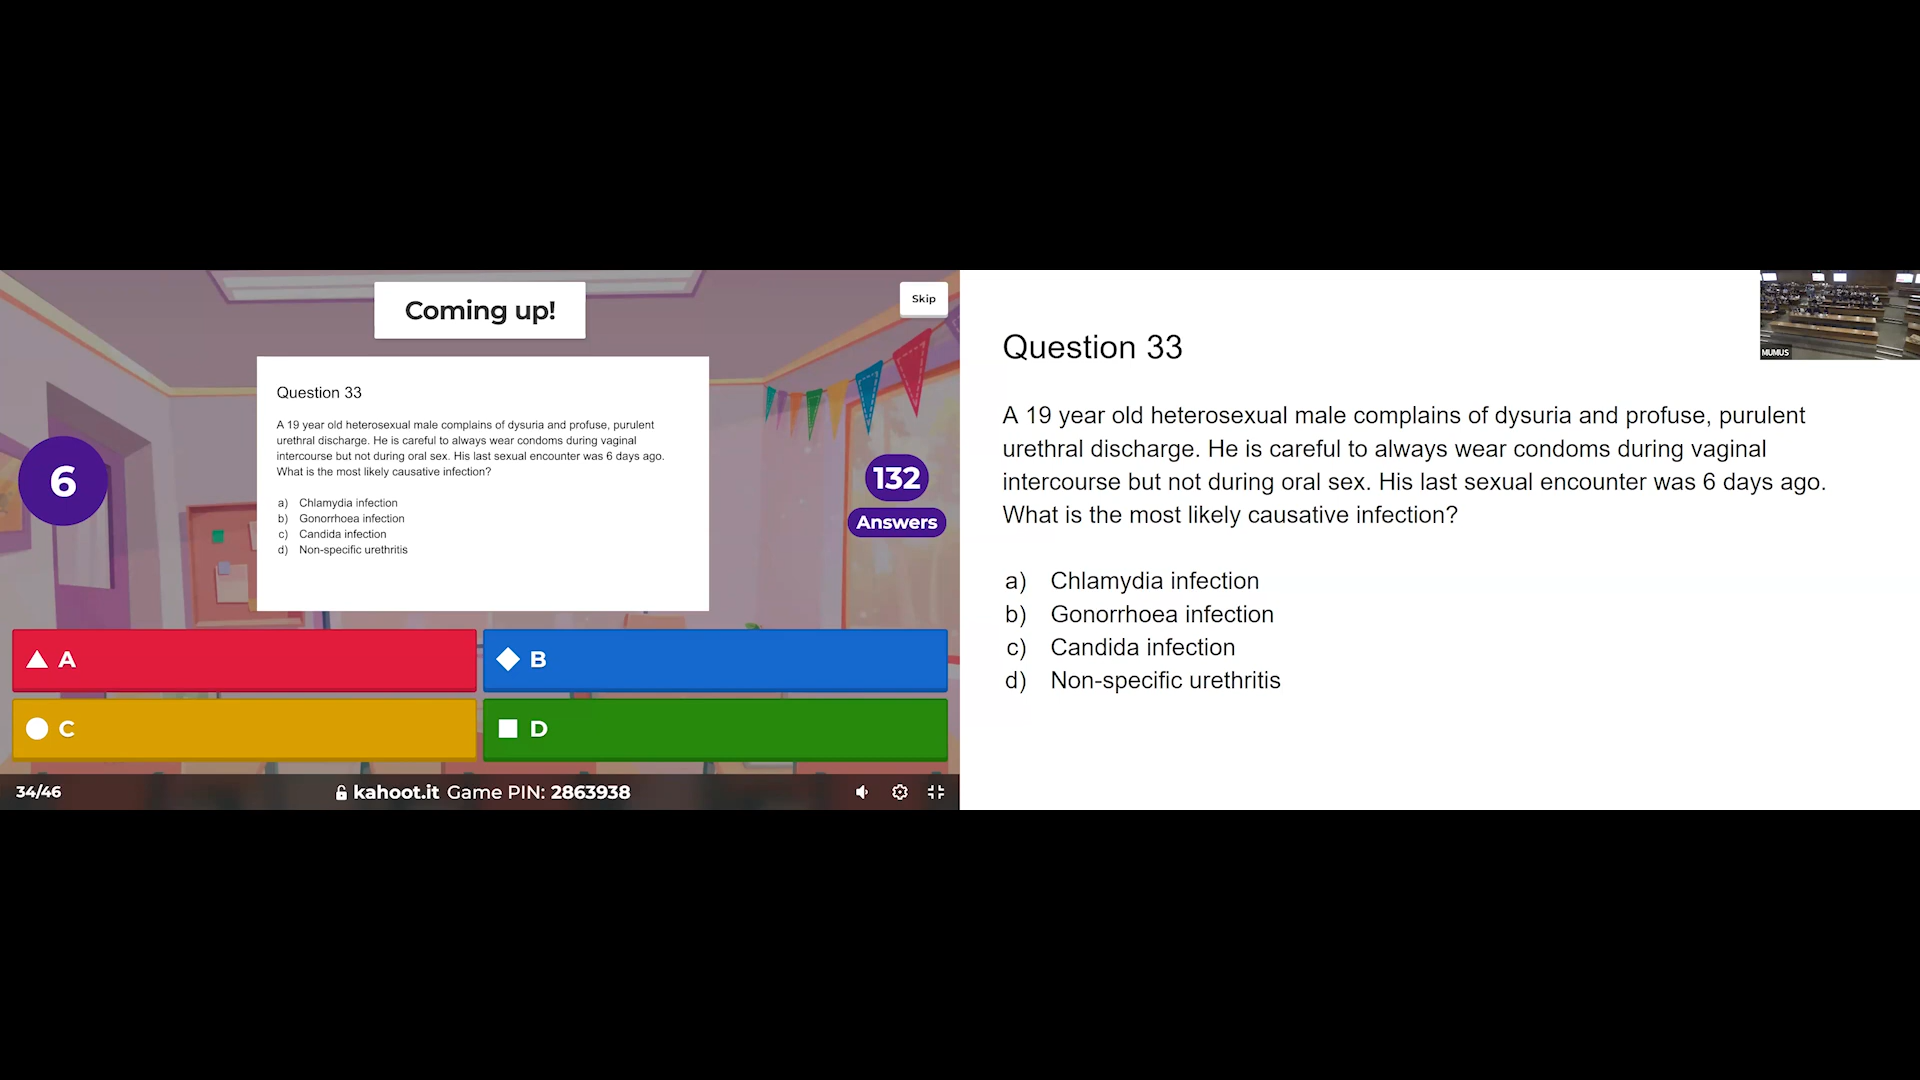 Coming up!
Skip
Question 33
A 19 year old heterosexual male complains of dysuria and profuse, purulent
urethral discharge. He is careful to always wear condoms during vaginal
intercourse but not during oral sex. His last sexual encounter was 6 days ago.
What is the most likely causative infection?
a) Chlamydia infection
b) Gonorrhoea infection
c) Candida infection
d) Non-specific urethritis
6
132
Answers
A
B
C
D
34/46
kahoot.it Game PIN: 2863938
Question 33
A 19 year old heterosexual male complains of dysuria and profuse, purulent
urethral discharge. He is careful to always wear condoms during vaginal
intercourse but not during oral sex. His last sexual encounter was 6 days ago.
What is the most likely causative infection?
a) Chlamydia infection
b) Gonorrhoea infection
c) Candida infection
d) Non-specific urethritis
MUMUS